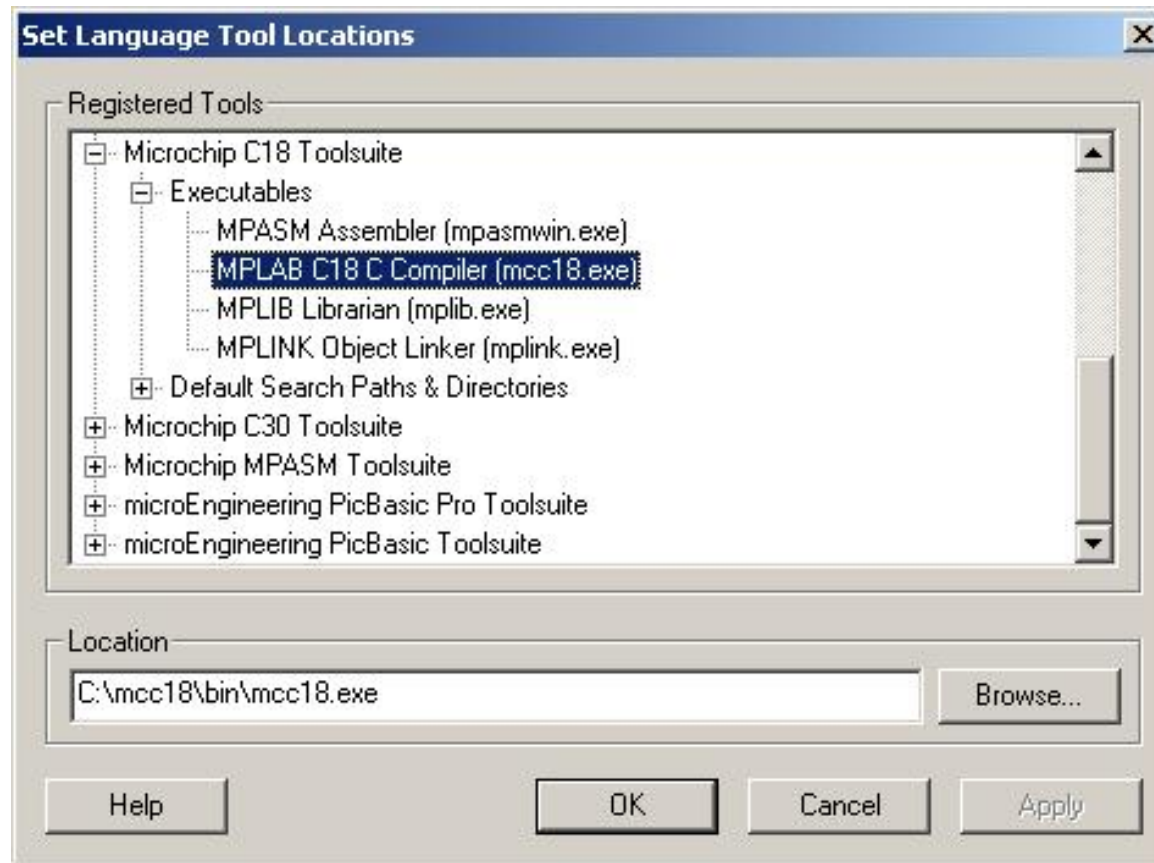 Set Language Tool Locations
Registered Tools
Microchip C18 Toolsuite
Executables
MPASM Assembler (mpasmwin.exe)
MPLAB C18 C Compiler (mcc18.exe)
MPLIB Librarian (mplib.exe)
MPLINK Object Linker (mplink.exe)
Default Search Paths & Directories
Microchip C30 Toolsuite
Microchip MPASM Toolsuite
microEngineering PicBasic Pro Toolsuite
microEngineering PicBasic Toolsuite
Location
C:\mcc18\bin\mcc18.exe Browse...
Help OK Cancel Apply